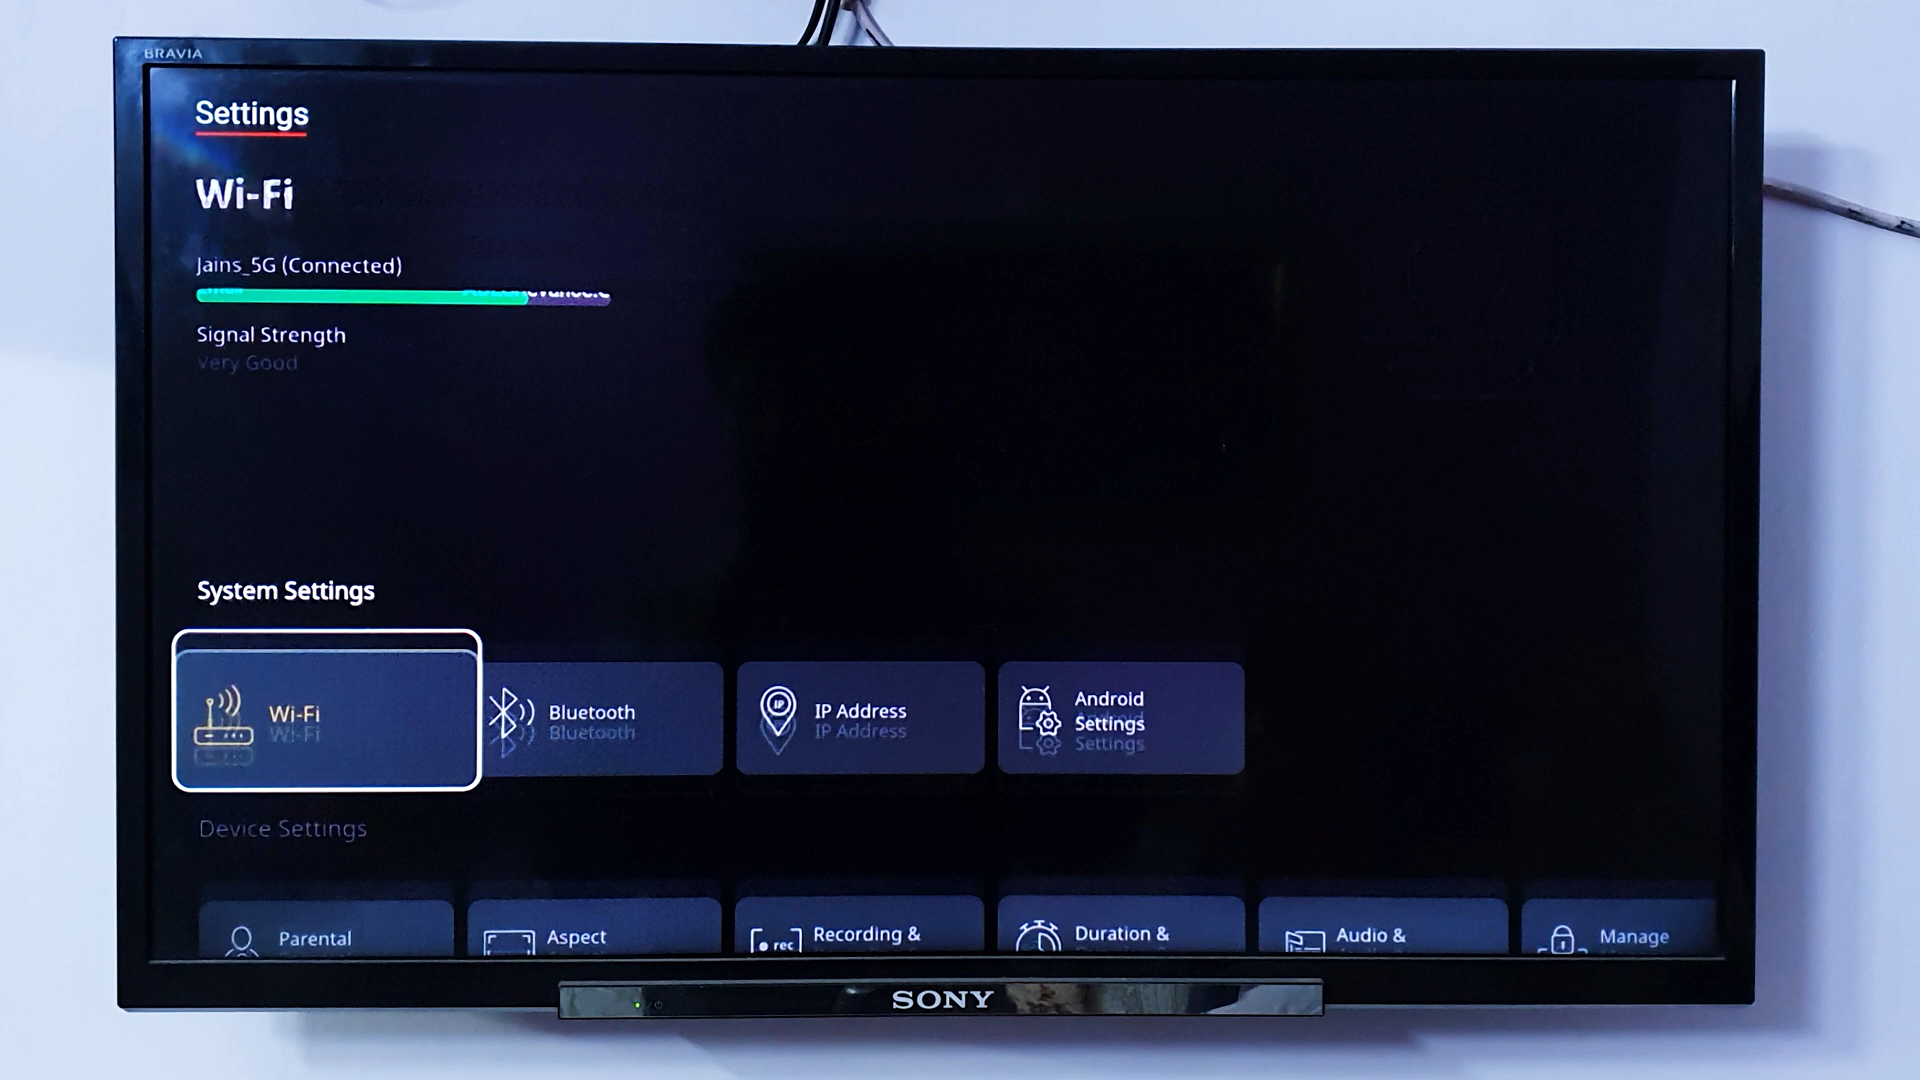 BRAVIA
Settings
Wi-Fi
Jains_5G (Connected)
Signal Strength
Very Good
System Settings
Wi-Fi
Wi-Fi
Bluetooth
Bluetooth
IP
IP Address
IP Address
Android
Settings
Settings
Device Settings
Parental
Aspect
rec
Recording &
Duration &
Audio &
Manage
SONY